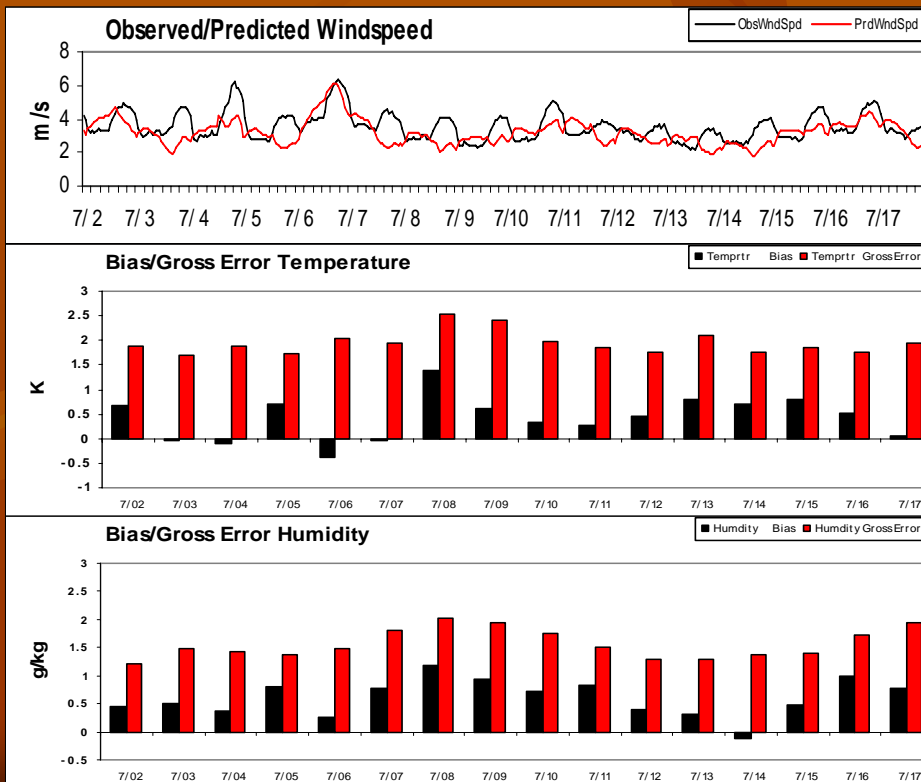 Observed/Predicted Windspeed
ObsWndSpd PrdWndSpd
8
6
4
2
0
m/s
7/2 7/3 7/4 7/5 7/6 7/7 7/8 7/9 7/10 7/11 7/12 7/13 7/14 7/15 7/16 7/17
Bias/Gross Error Temperature
Temprtr Bias Temprtr GrossError
3
2.5
2
1.5
1
0.5
0
-0.5
-1
K
7/02 7/03 7/04 7/05 7/06 7/07 7/08 7/09 7/10 7/11 7/12 7/13 7/14 7/15 7/16 7/17
Bias/Gross Error Humidity
Humdity Bias Humdity GrossError
3
2.5
2
1.5
1
0.5
0
-0.5
g/kg
7/02 7/03 7/04 7/05 7/06 7/07 7/08 7/09 7/10 7/11 7/12 7/13 7/14 7/15 7/16 7/17